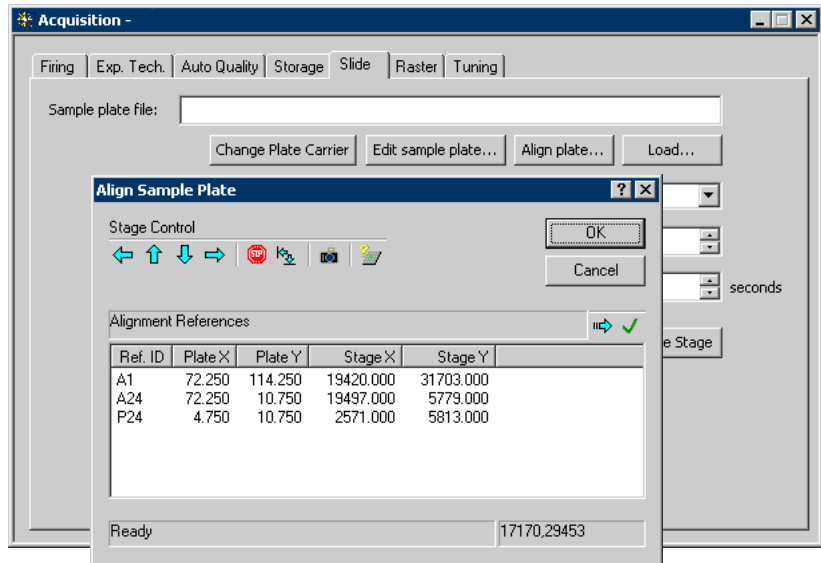 Acquisition -
Firing Exp. Tech. Auto Quality Storage Slide Raster Tuning
Sample plate file:
Change Plate Carrier Edit sample plate... Align plate... Load...
Align Sample Plate
Stage Control
OK
STOP
Cancel
seconds
Alignment References
e Stage
Ref. ID Plate X Plate Y Stage X Stage Y
A1 72.250 114.250 19420.000 31703.000
A24 72.250 10.750 19497.000 5779.000
P24 4.750 10.750 2571.000 5813.000
Ready 17170,29453